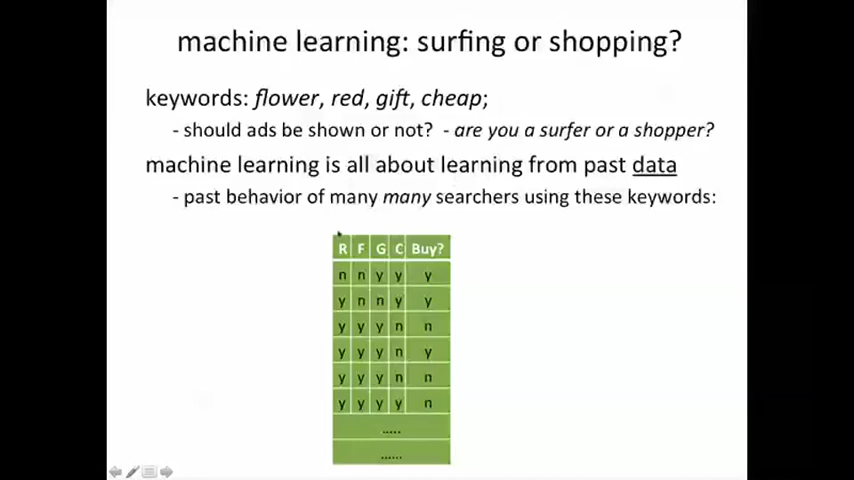 machine learning: surfing or shopping?
keywords: flower, red, gift, cheap;
- should ads be shown or not? - are you a surfer or a shopper?
machine learning is all about learning from past data
- past behavior of many many searchers using these keywords:
R F G C Buy?
n n y y y
y n n y y
y y y n n
y y y n y
y y y n n
y y y y n
.....
......